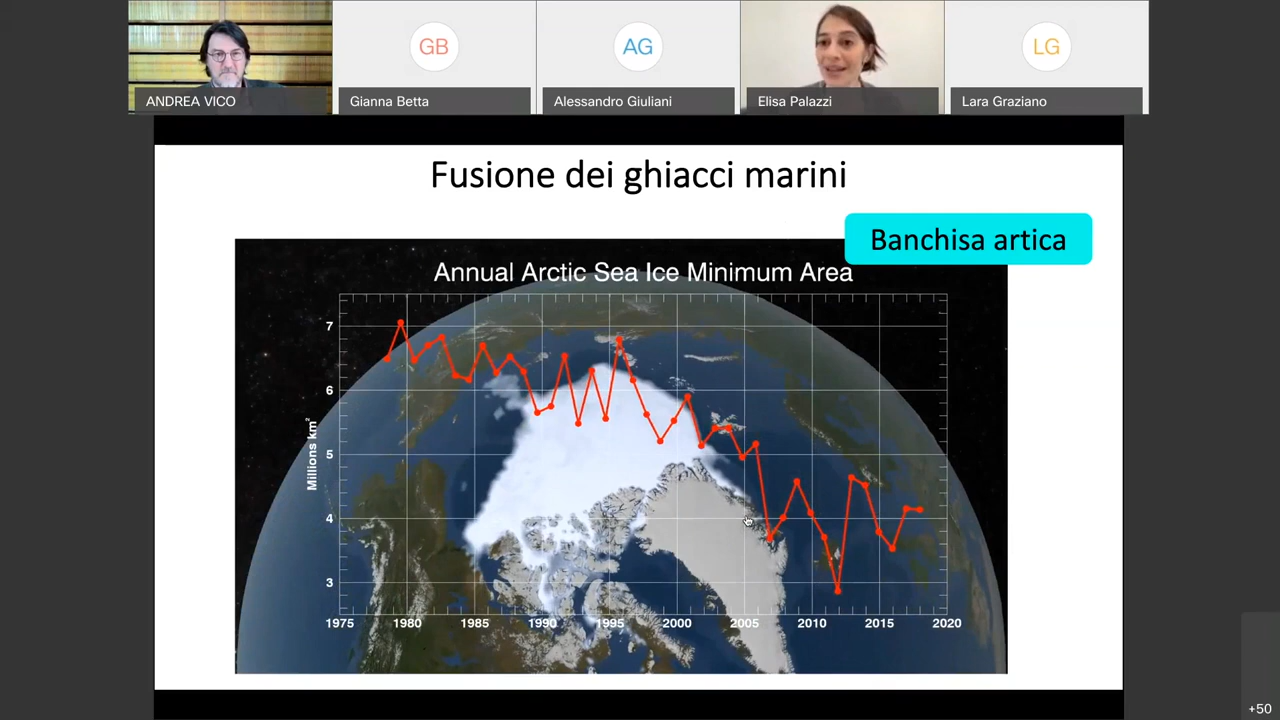 GB
AG
LG
ANDREA VICO
Gianna Betta
Alessandro Giuliani
Elisa Palazzi
Lara Graziano
Fusione dei ghiacci marini
Banchisa artica
Annual Arctic Sea Ice Minimum Area
7
6
5
4
3
Millions km²
1975 1980 1985 1990 1995 2000 2005 2010 2015 2020
+50